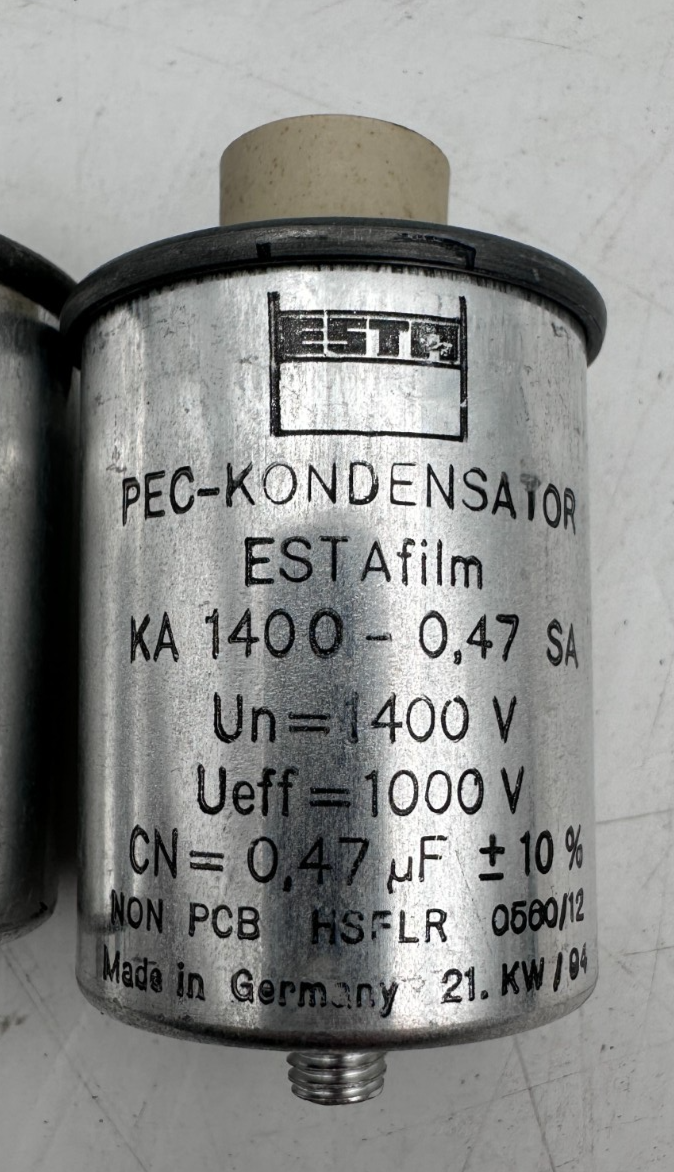 ESTA
PEC-KONDENSATOR
ESTAfilm
KA 1400 - 0,47 SA
Un = 1400 V
Ueff = 1000 V
CN = 0,47 µF ± 10 %
NON PCB HSFLR 0560/12
Made in Germany 21. KW / 94